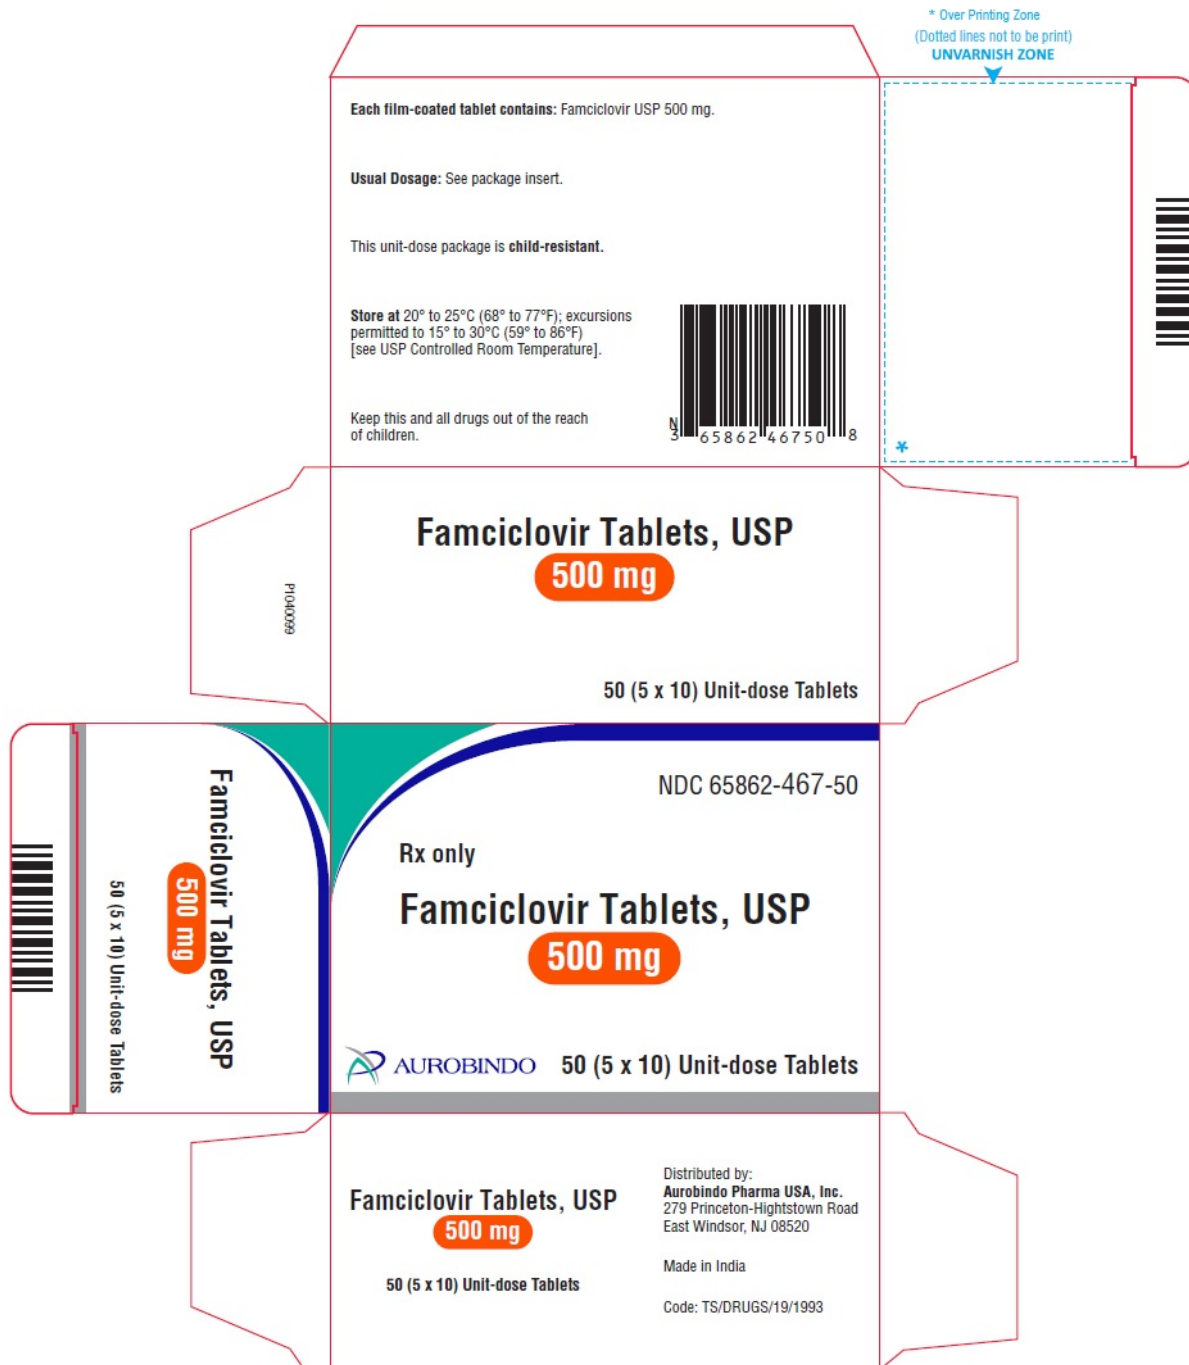 * Over Printing Zone
(Dotted lines not to be print)
UNVARNISH ZONE
Each film-coated tablet contains: Famciclovir USP 500 mg.
Usual Dosage: See package insert.
This unit-dose package is child-resistant.
Store at 20° to 25°C (68° to 77°F); excursions
permitted to 15° to 30°C (59° to 86°F)
[see USP Controlled Room Temperature].
Keep this and all drugs out of the reach
of children.
N
3 65862 46750 8
*
Famciclovir Tablets, USP
500 mg
50 (5 x 10) Unit-dose Tablets
P1040099
Famciclovir Tablets, USP
500 mg
50 (5 x 10) Unit-dose Tablets
NDC 65862-467-50
Rx only
Famciclovir Tablets, USP
500 mg
AUROBINDO 50 (5 x 10) Unit-dose Tablets
Famciclovir Tablets, USP
500 mg
50 (5 x 10) Unit-dose Tablets
Distributed by:
Aurobindo Pharma USA, Inc.
279 Princeton-Hightstown Road
East Windsor, NJ 08520
Made in India
Code: TS/DRUGS/19/1993